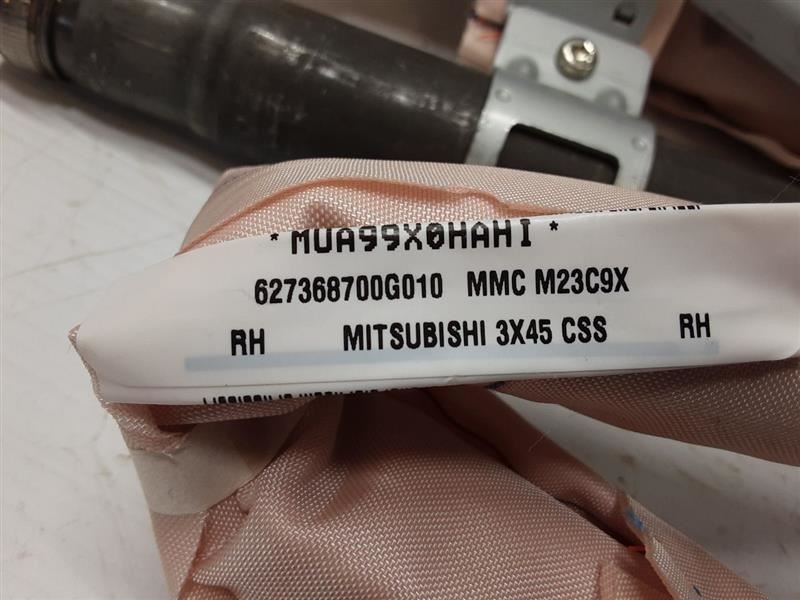 *MUA99X0HAHI*
627368700G010 MMC M23C9X
RH MITSUBISHI 3X45 CSS RH